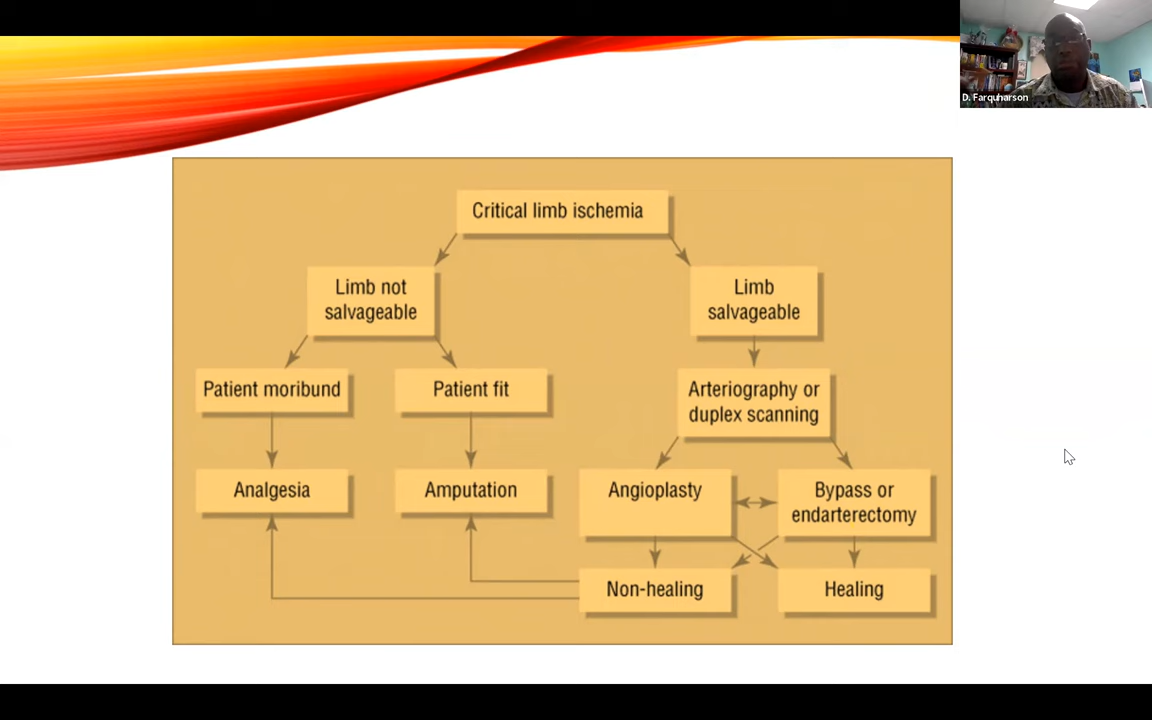 D. Farquharson
Critical limb ischemia
Limb not
salvageable
Limb
salvageable
Patient moribund
Patient fit
Arteriography or
duplex scanning
Analgesia
Amputation
Angioplasty
Bypass or
endarterectomy
Non-healing
Healing